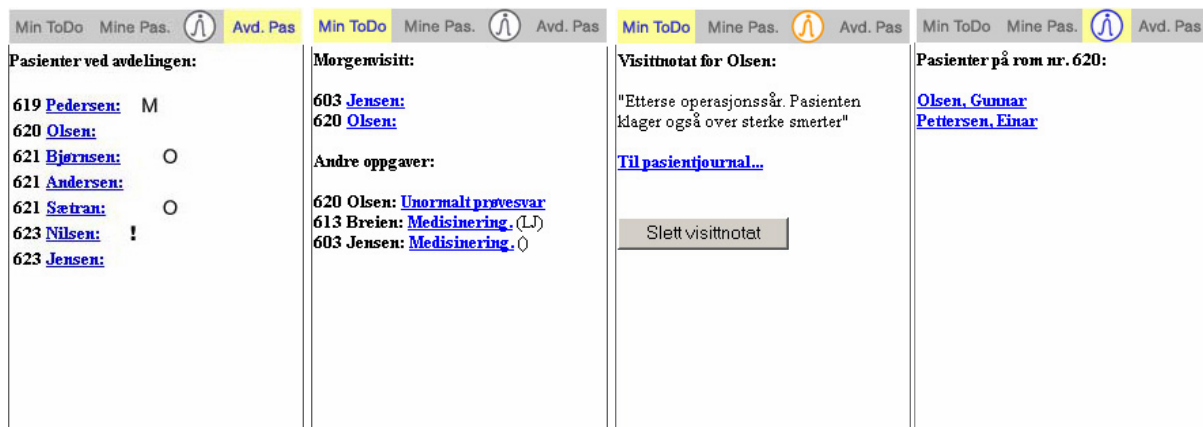 Min ToDo Mine Pas. Avd. Pas
Pasienter ved avdelingen:
619 Pedersen: M
620 Olsen:
621 Bjørnsen: O
621 Andersen:
621 Sætran: O
623 Nilsen: !
623 Jensen:
Min ToDo Mine Pas. Avd. Pas
Morgenvisitt:
603 Jensen:
620 Olsen:
Andre oppgaver:
620 Olsen: Unormalt prøvesvar
613 Breien: Medisinering. (LJ)
603 Jensen: Medisinering. ()
Min ToDo Mine Pas. Avd. Pas
Visittnotat for Olsen:
"Etterse operasjonssår. Pasienten
klager også over sterke smerter"
Til pasientjournal...
Slett visittnotat
Min ToDo Mine Pas. Avd. Pas
Pasienter på rom nr. 620:
Olsen, Gunnar
Pettersen, Einar